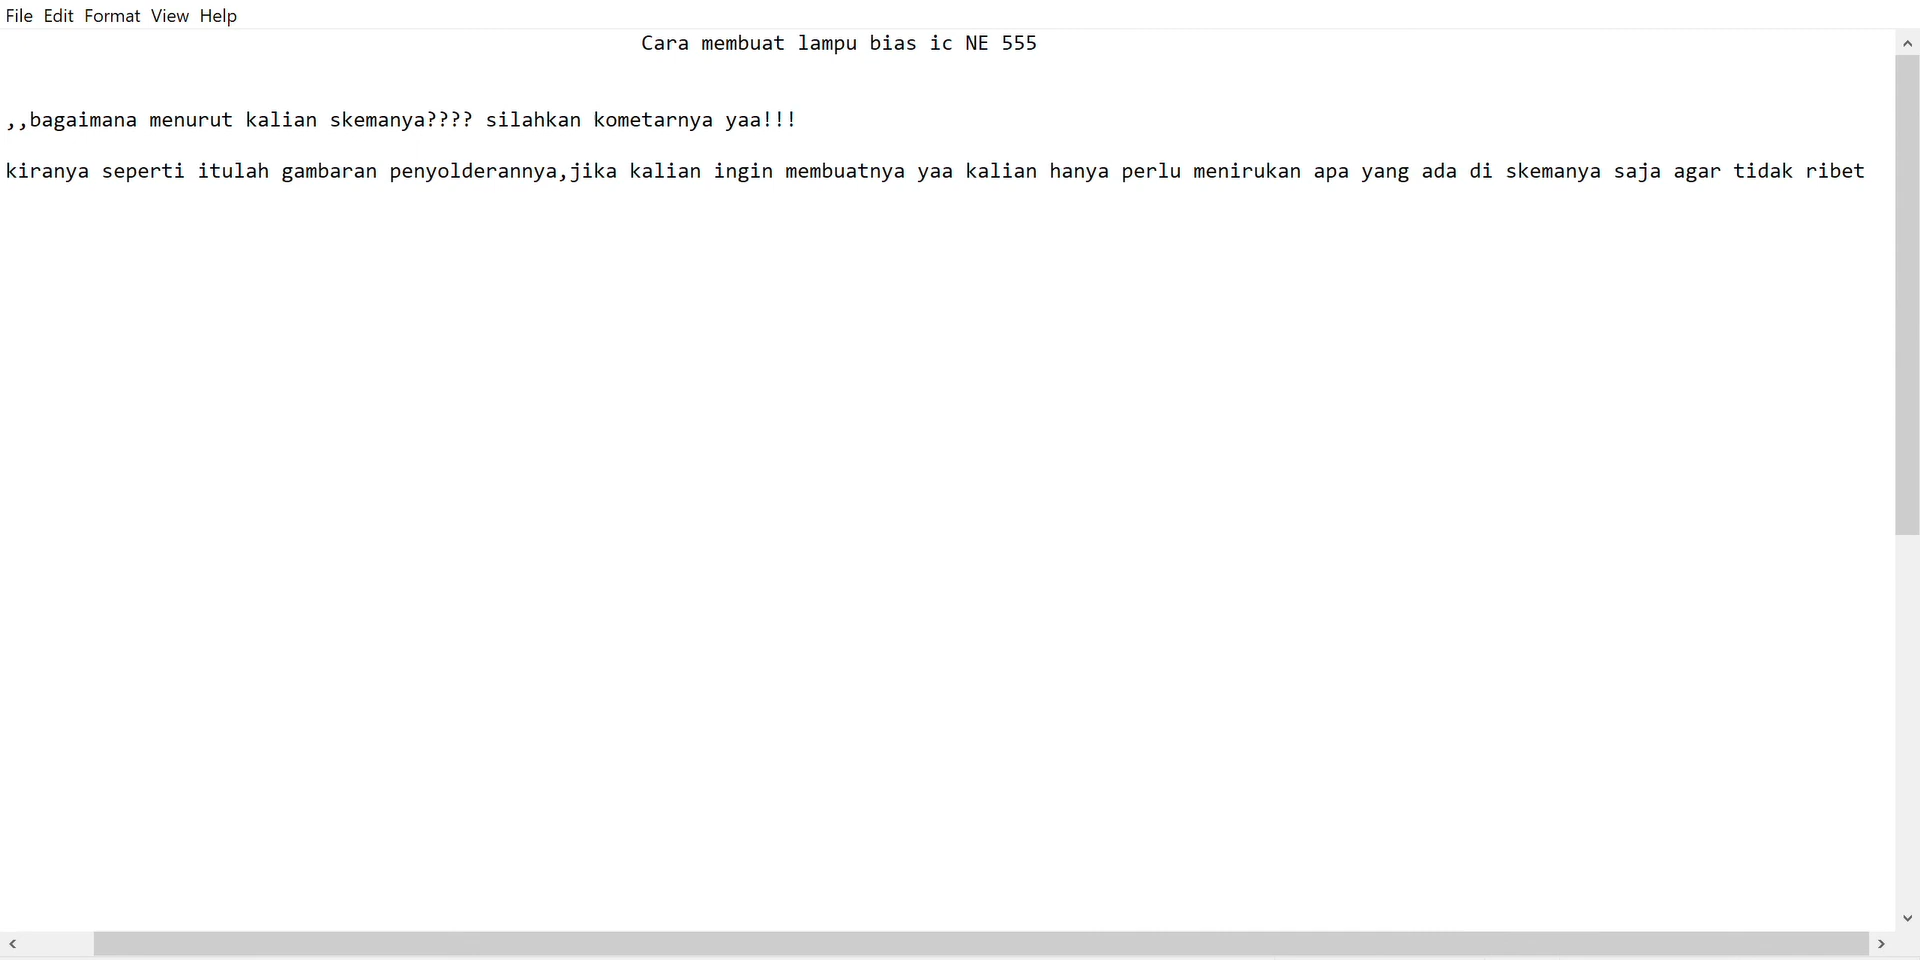 File Edit Format View Help
Cara membuat lampu bias ic NE 555
,,bagaimana menurut kalian skemanya???? silahkan kometarnya yaa!!!
kiranya seperti itulah gambaran penyolderannya,jika kalian ingin membuatnya yaa kalian hanya perlu menirukan apa yang ada di skemanya saja agar tidak ribet